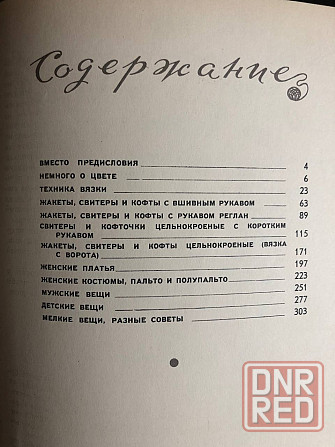 Содержание
ВМЕСТО ПРЕДИСЛОВИЯ 4
НЕМНОГО О ЦВЕТЕ 6
ТЕХНИКА ВЯЗКИ 23
ЖАКЕТЫ, СВИТЕРЫ И КОФТЫ С ВШИВНЫМ РУКАВОМ 63
ЖАКЕТЫ, СВИТЕРЫ И КОФТЫ С РУКАВОМ РЕГЛАН 89
СВИТЕРЫ И КОФТОЧКИ ЦЕЛЬНОКРОЕНЫЕ С КОРОТКИМ
РУКАВОМ 115
ЖАКЕТЫ, СВИТЕРЫ И КОФТЫ ЦЕЛЬНОКРОЕНЫЕ (ВЯЗКА
С ВОРОТА) 171
ЖЕНСКИЕ ПЛАТЬЯ 197
ЖЕНСКИЕ КОСТЮМЫ, ПАЛЬТО И ПОЛУПАЛЬТО 223
МУЖСКИЕ ВЕЩИ 251
ДЕТСКИЕ ВЕЩИ 277
МЕЛКИЕ ВЕЩИ, РАЗНЫЕ СОВЕТЫ 303
DNR
RED